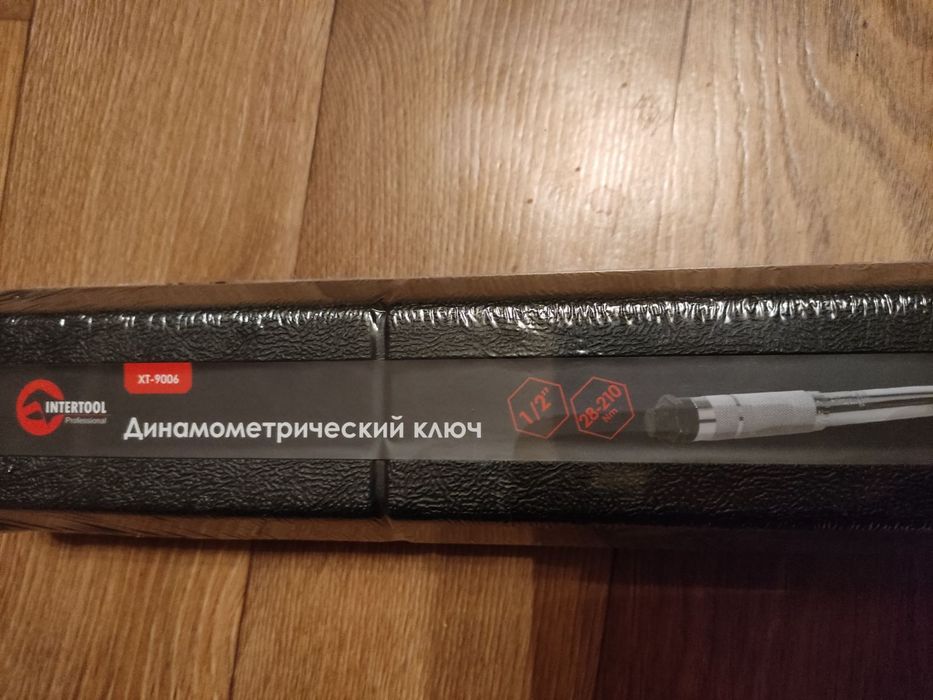 XT-9006
INTERTOOL
Professional
Динамометрический ключ
1/2"
28-210
Nm